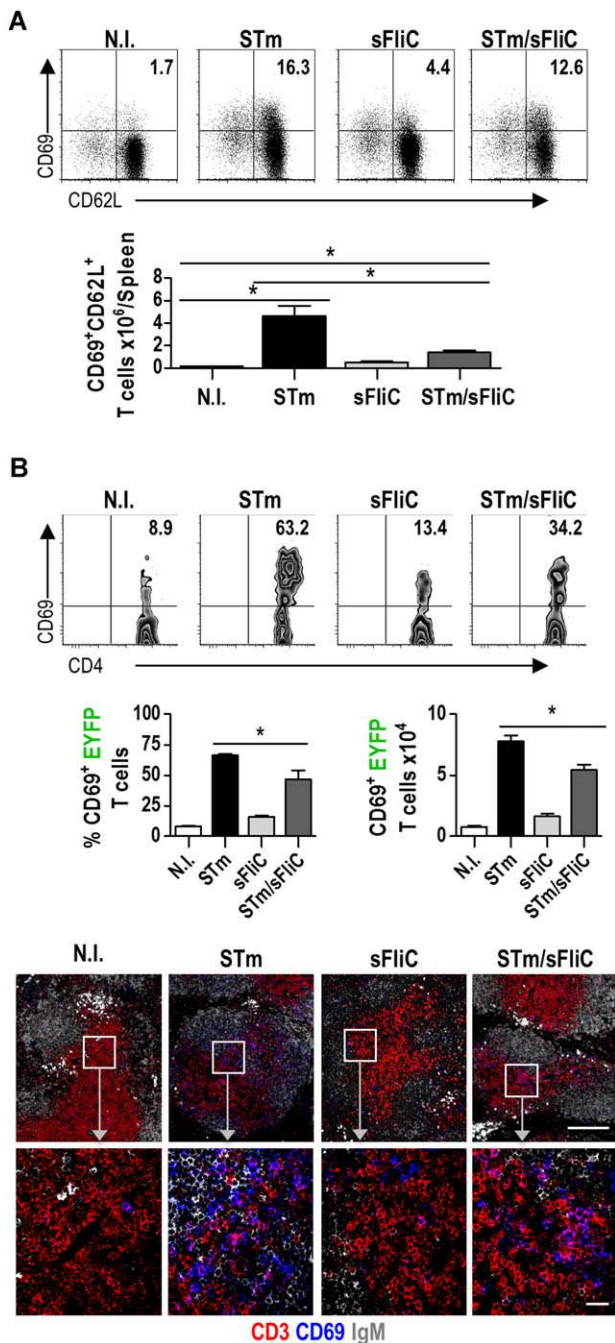 A
N.I. STm sFliC STm/sFliC
1.7 16.3 4.4 12.6
CD69
CD62L
CD69+CD62L+
T cells x10⁶/Spleen
8
6
4
2
0
*
*
*
N.I. STm sFliC STm/sFliC
B
N.I. STm sFliC STm/sFliC
8.9 63.2 13.4 34.2
CD69
CD4
% CD69+ EYFP
T cells
100
75
50
25
0
*
N.I. STm sFliC STm/sFliC
CD69+ EYFP
T cells x10⁴
10
5
0
*
N.I. STm sFliC STm/sFliC
N.I. STm sFliC STm/sFliC
CD3 CD69 IgM